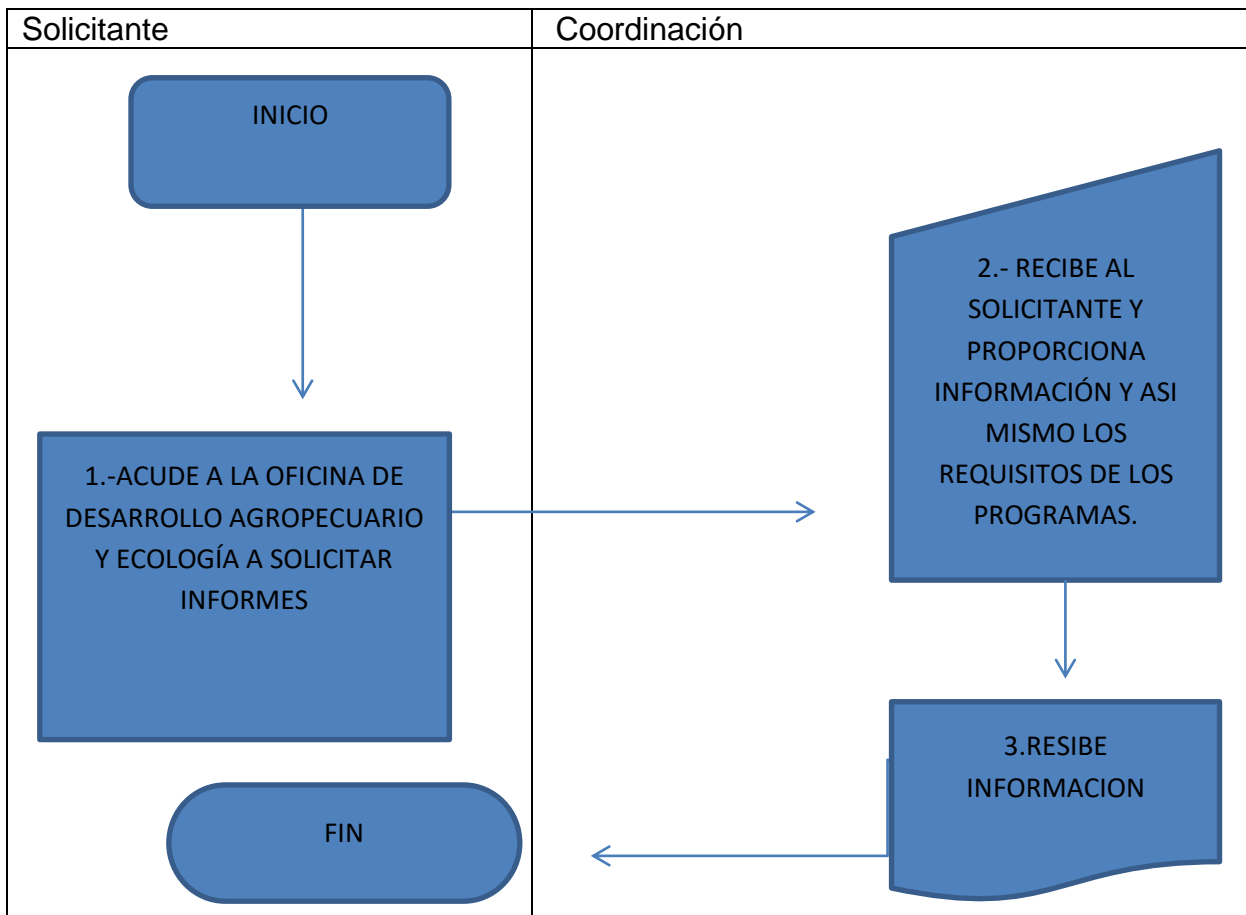 Solicitante
Coordinación
INICIO
1.-ACUDE A LA OFICINA DE
DESARROLLO AGROPECUARIO
Y ECOLOGÍA A SOLICITAR
INFORMES
2.- RECIBE AL
SOLICITANTE Y
PROPORCIONA
INFORMACIÓN Y ASI
MISMO LOS
REQUISITOS DE LOS
PROGRAMAS.
3.RESIBE
INFORMACION
FIN